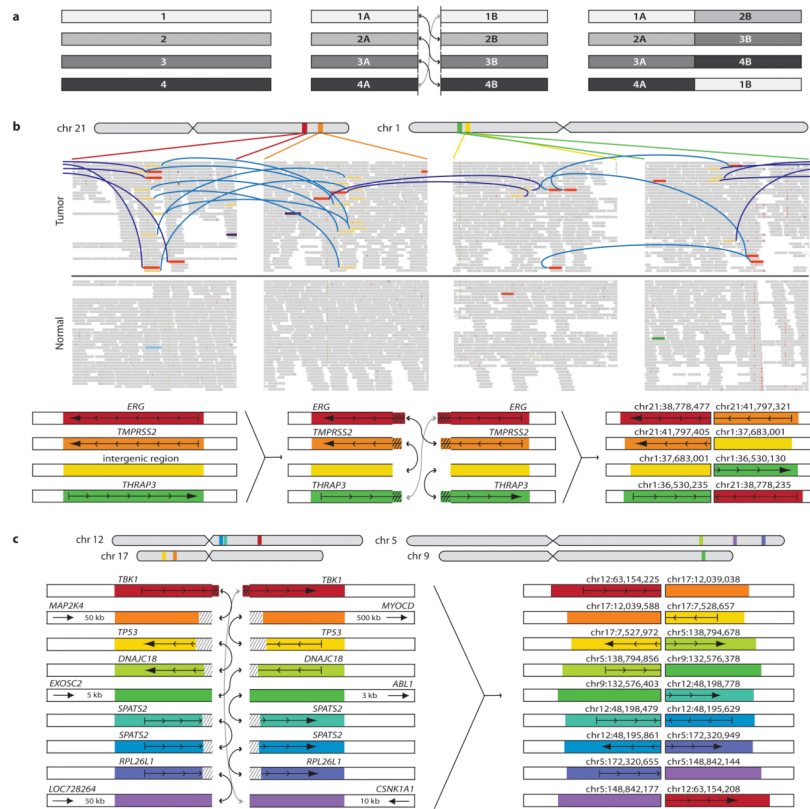 a
1 1A 1B 1A 2B
2 2A 2B 2A 3B
3 3A 3B 3A 4B
4 4A 4B 4A 1B
b
chr 21 chr 1
Tumor
Normal
ERG ERG ERG chr21:38,778,477 chr21:41,797,321
TMPRSS2 TMPRSS2 TMPRSS2 chr21:41,797,405 chr1:37,683,001
intergenic region chr1:37,683,001 chr1:36,530,130
THRAP3 THRAP3 THRAP3 chr1:36,530,235 chr21:38,778,235
c
chr 12 chr 5
chr 17 chr 9
TBK1 TBK1 chr12:63,154,225 chr17:12,039,038
MAP2K4 50 kb 500 kb MYOCD chr17:12,039,588 chr17:7,528,657
TP53 TP53 chr17:7,527,972 chr5:138,794,678
DNAJC18 DNAJC18 chr5:138,794,856 chr9:132,576,378
EXOSC2 5 kb 3 kb ABL1 chr9:132,576,403 chr12:48,198,778
SPATS2 SPATS2 chr12:48,198,479 chr12:48,195,629
SPATS2 SPATS2 chr12:48,195,861 chr5:172,320,949
RPL26L1 RPL26L1 chr5:172,320,655 chr5:148,842,144
LOC728264 50 kb 10 kb CSNK1A1 chr5:148,842,177 chr12:63,154,208